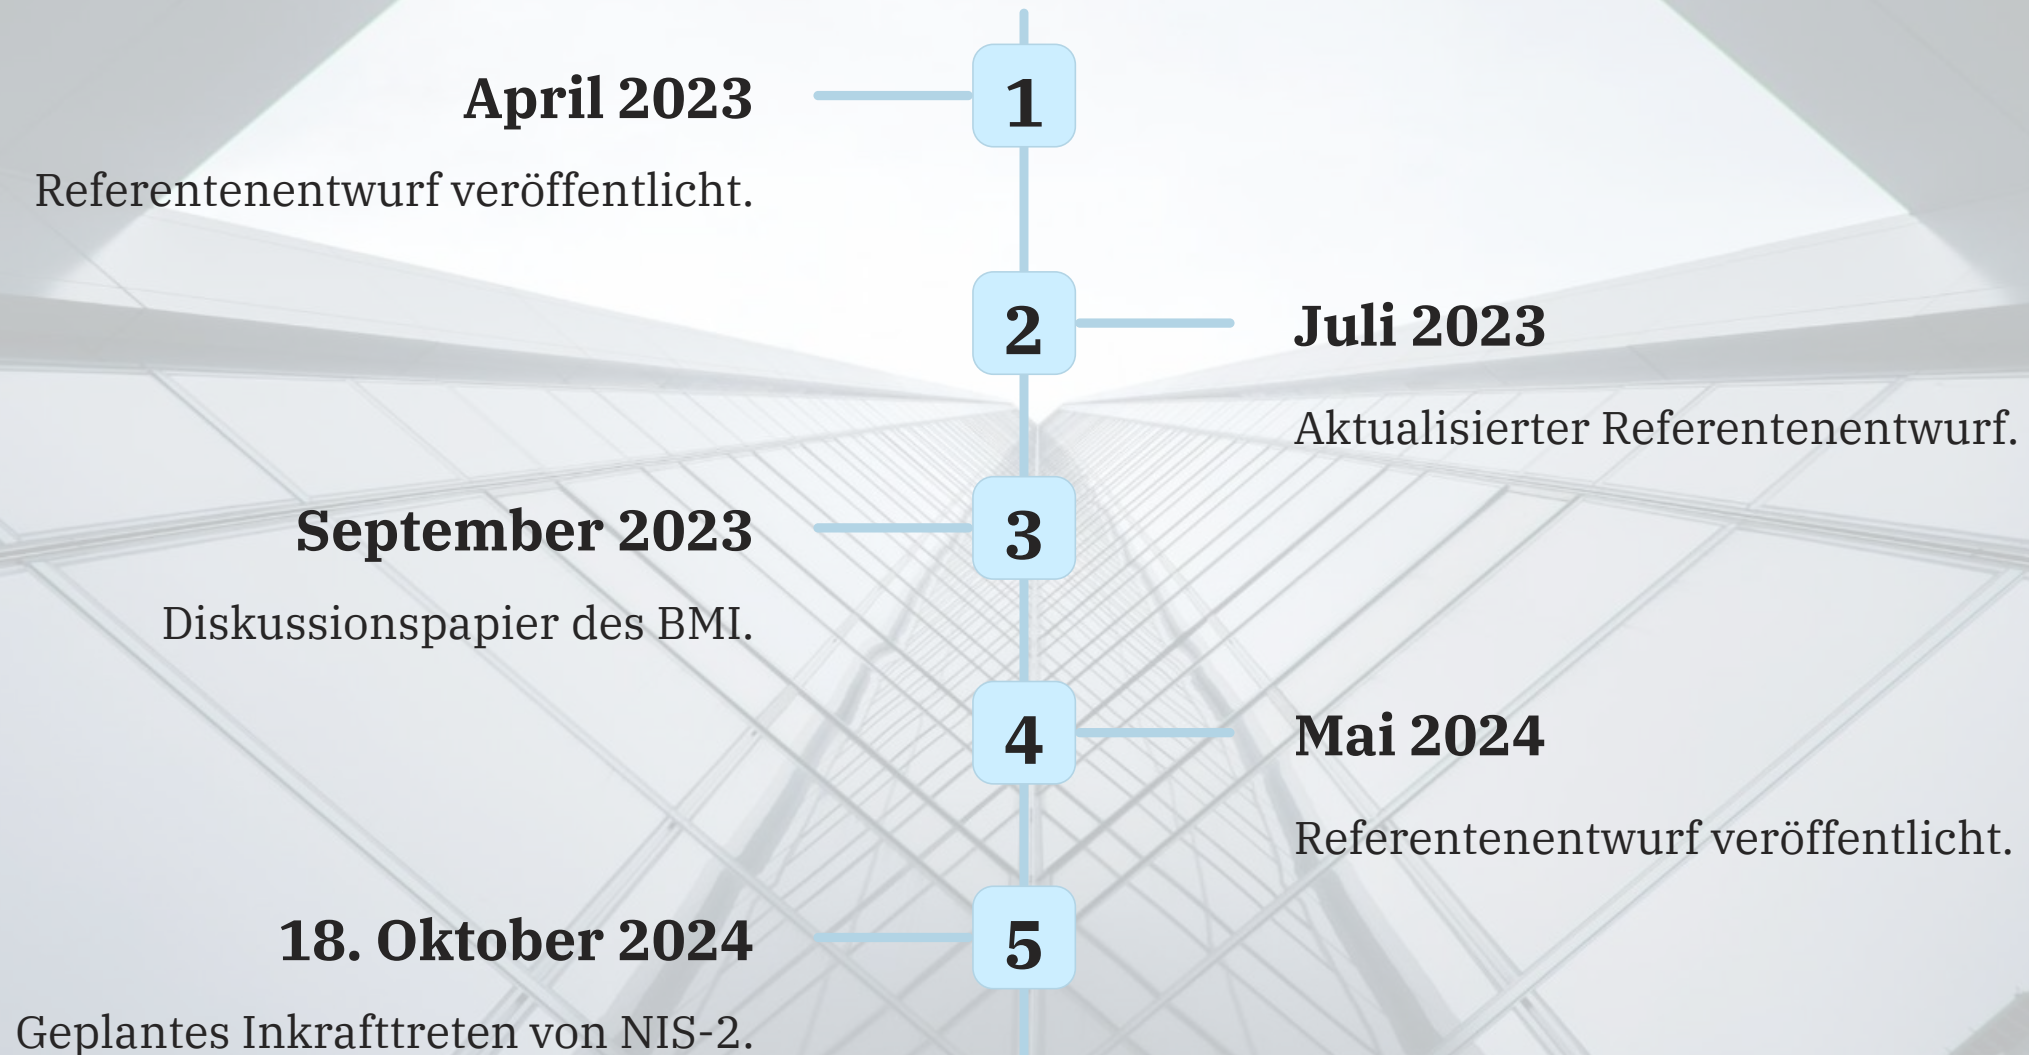 1
April 2023
Referentenentwurf veröffentlicht.
2
Juli 2023
Aktualisierter Referentenentwurf.
3
September 2023
Diskussionspapier des BMI.
4
Mai 2024
Referentenentwurf veröffentlicht.
5
18. Oktober 2024
Geplantes Inkrafttreten von NIS-2.